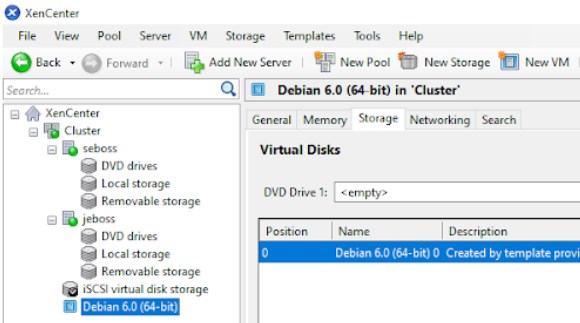 XenCenter
File View Pool Server VM Storage Templates Tools Help
Back Forward Add New Server New Pool New Storage New VM
Search...
Debian 6.0 (64-bit) in 'Cluster'
XenCenter
Cluster
seboss
DVD drives
Local storage
Removable storage
jeboss
DVD drives
Local storage
Removable storage
iSCSI virtual disk storage
Debian 6.0 (64-bit)
General Memory Storage Networking Search
Virtual Disks
DVD Drive 1: <empty>
Position Name Description
0 Debian 6.0 (64-bit) 0 Created by template provi